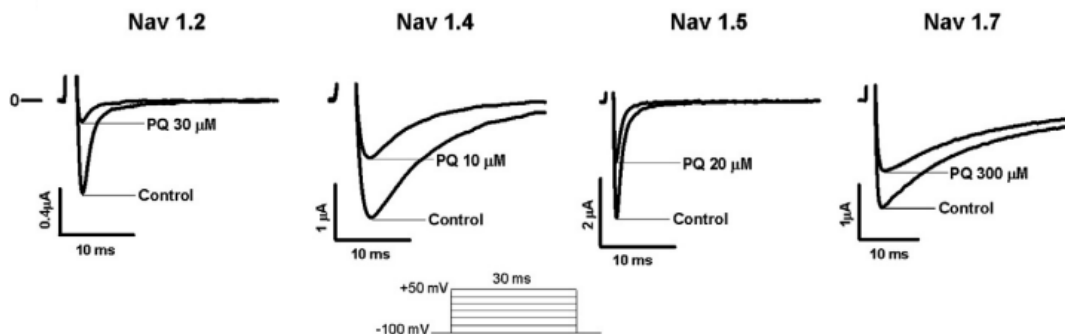 Nav 1.2 Nav 1.4 Nav 1.5 Nav 1.7
0
PQ 30 μM
PQ 10 μM
PQ 20 μM
PQ 300 μM
Control
Control
Control
Control
0.4μA
10 ms
1 μA
10 ms
2 μA
10 ms
1μA
10 ms
+50 mV
30 ms
-100 mV